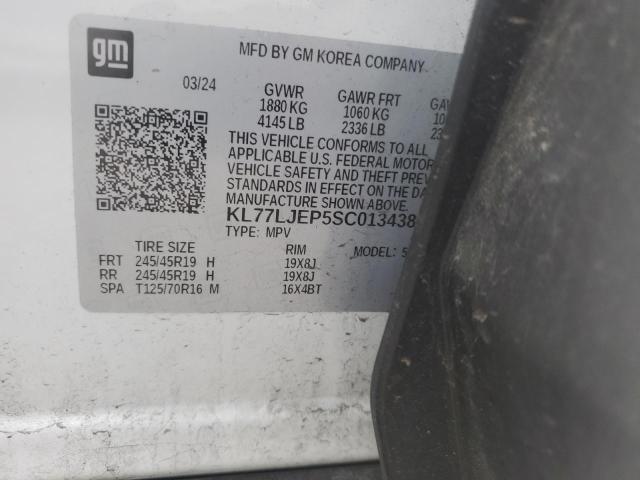 gm
MFD BY GM KOREA COMPANY
03/24 GVWR GAWR FRT
1880 KG 1060 KG
4145 LB 2336 LB
THIS VEHICLE CONFORMS TO ALL
APPLICABLE U.S. FEDERAL MOTOR
VEHICLE SAFETY AND THEFT
STANDARDS IN EFFECT ON THE
MANUFACTURE SHOWN ABOVE.
KL77LJEP5SC013438
TYPE: MPV MODEL:
TIRE SIZE RIM
FRT 245/45R19 H 19X8J
RR 245/45R19 H 19X8J
SPA T125/70R16 M 16X4BT